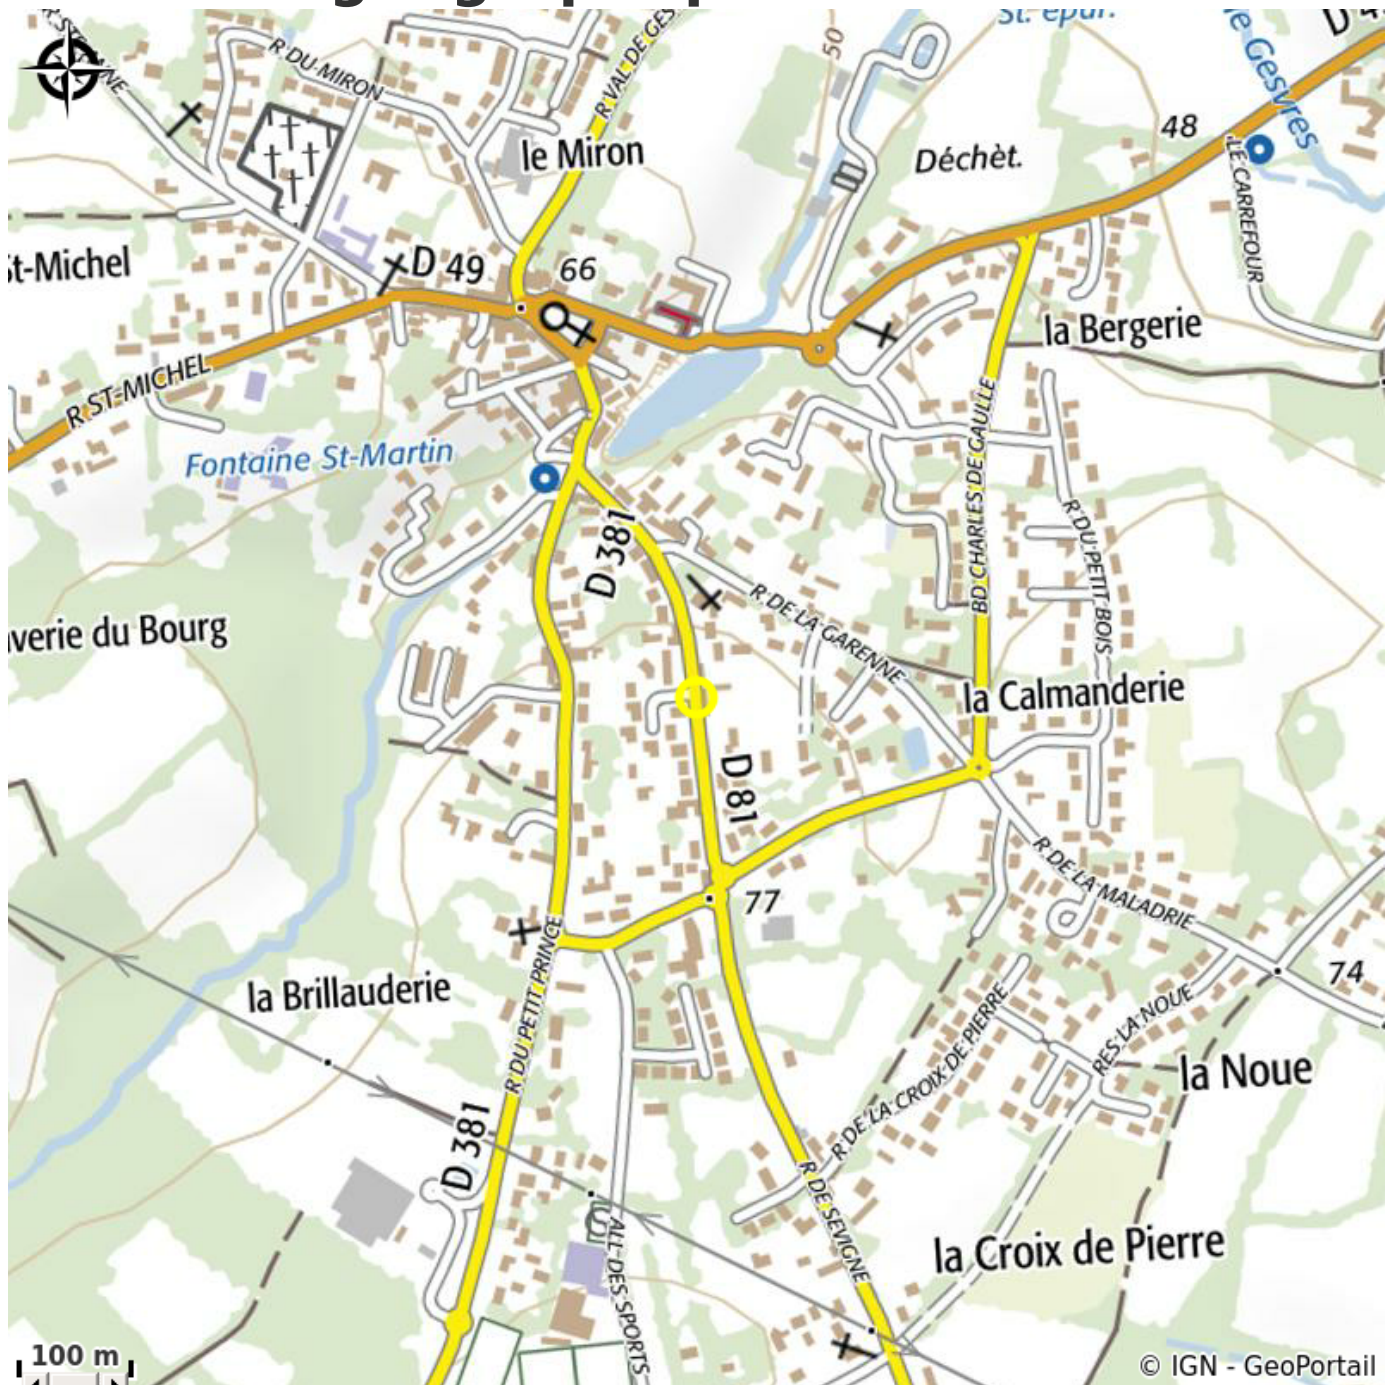 R DU MIRON
R VAL DE GES
50
St. épur.
48
le Miron
Déchèt.
LE CARREFOUR
St-Michel
D 49
66
la Bergerie
R ST-MICHEL
BD CHARLES DE GAULLE
Fontaine St-Martin
D 381
R DU PETIT BOIS
R DE LA GARENNE
verie du Bourg
la Calmanderie
D 81
R DE LA MALADRIE
77
74
la Brillauderie
R DU PETIT PRINCE
RES LA NOUE
R DE LA CROIX DE PIERRE
la Noue
D 381
R DE SEVIGNE
la Croix de Pierre
ALL DES SPORTS
100 m
© IGN - GeoPortail